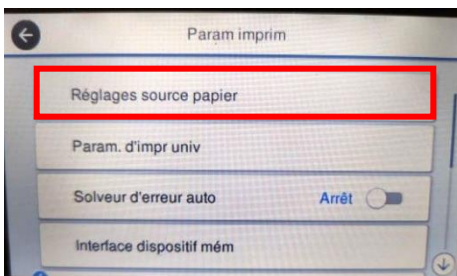 Param imprim
Réglages source papier
Param. d'impr univ
Solveur d'erreur auto Arrêt
Interface dispositif mém